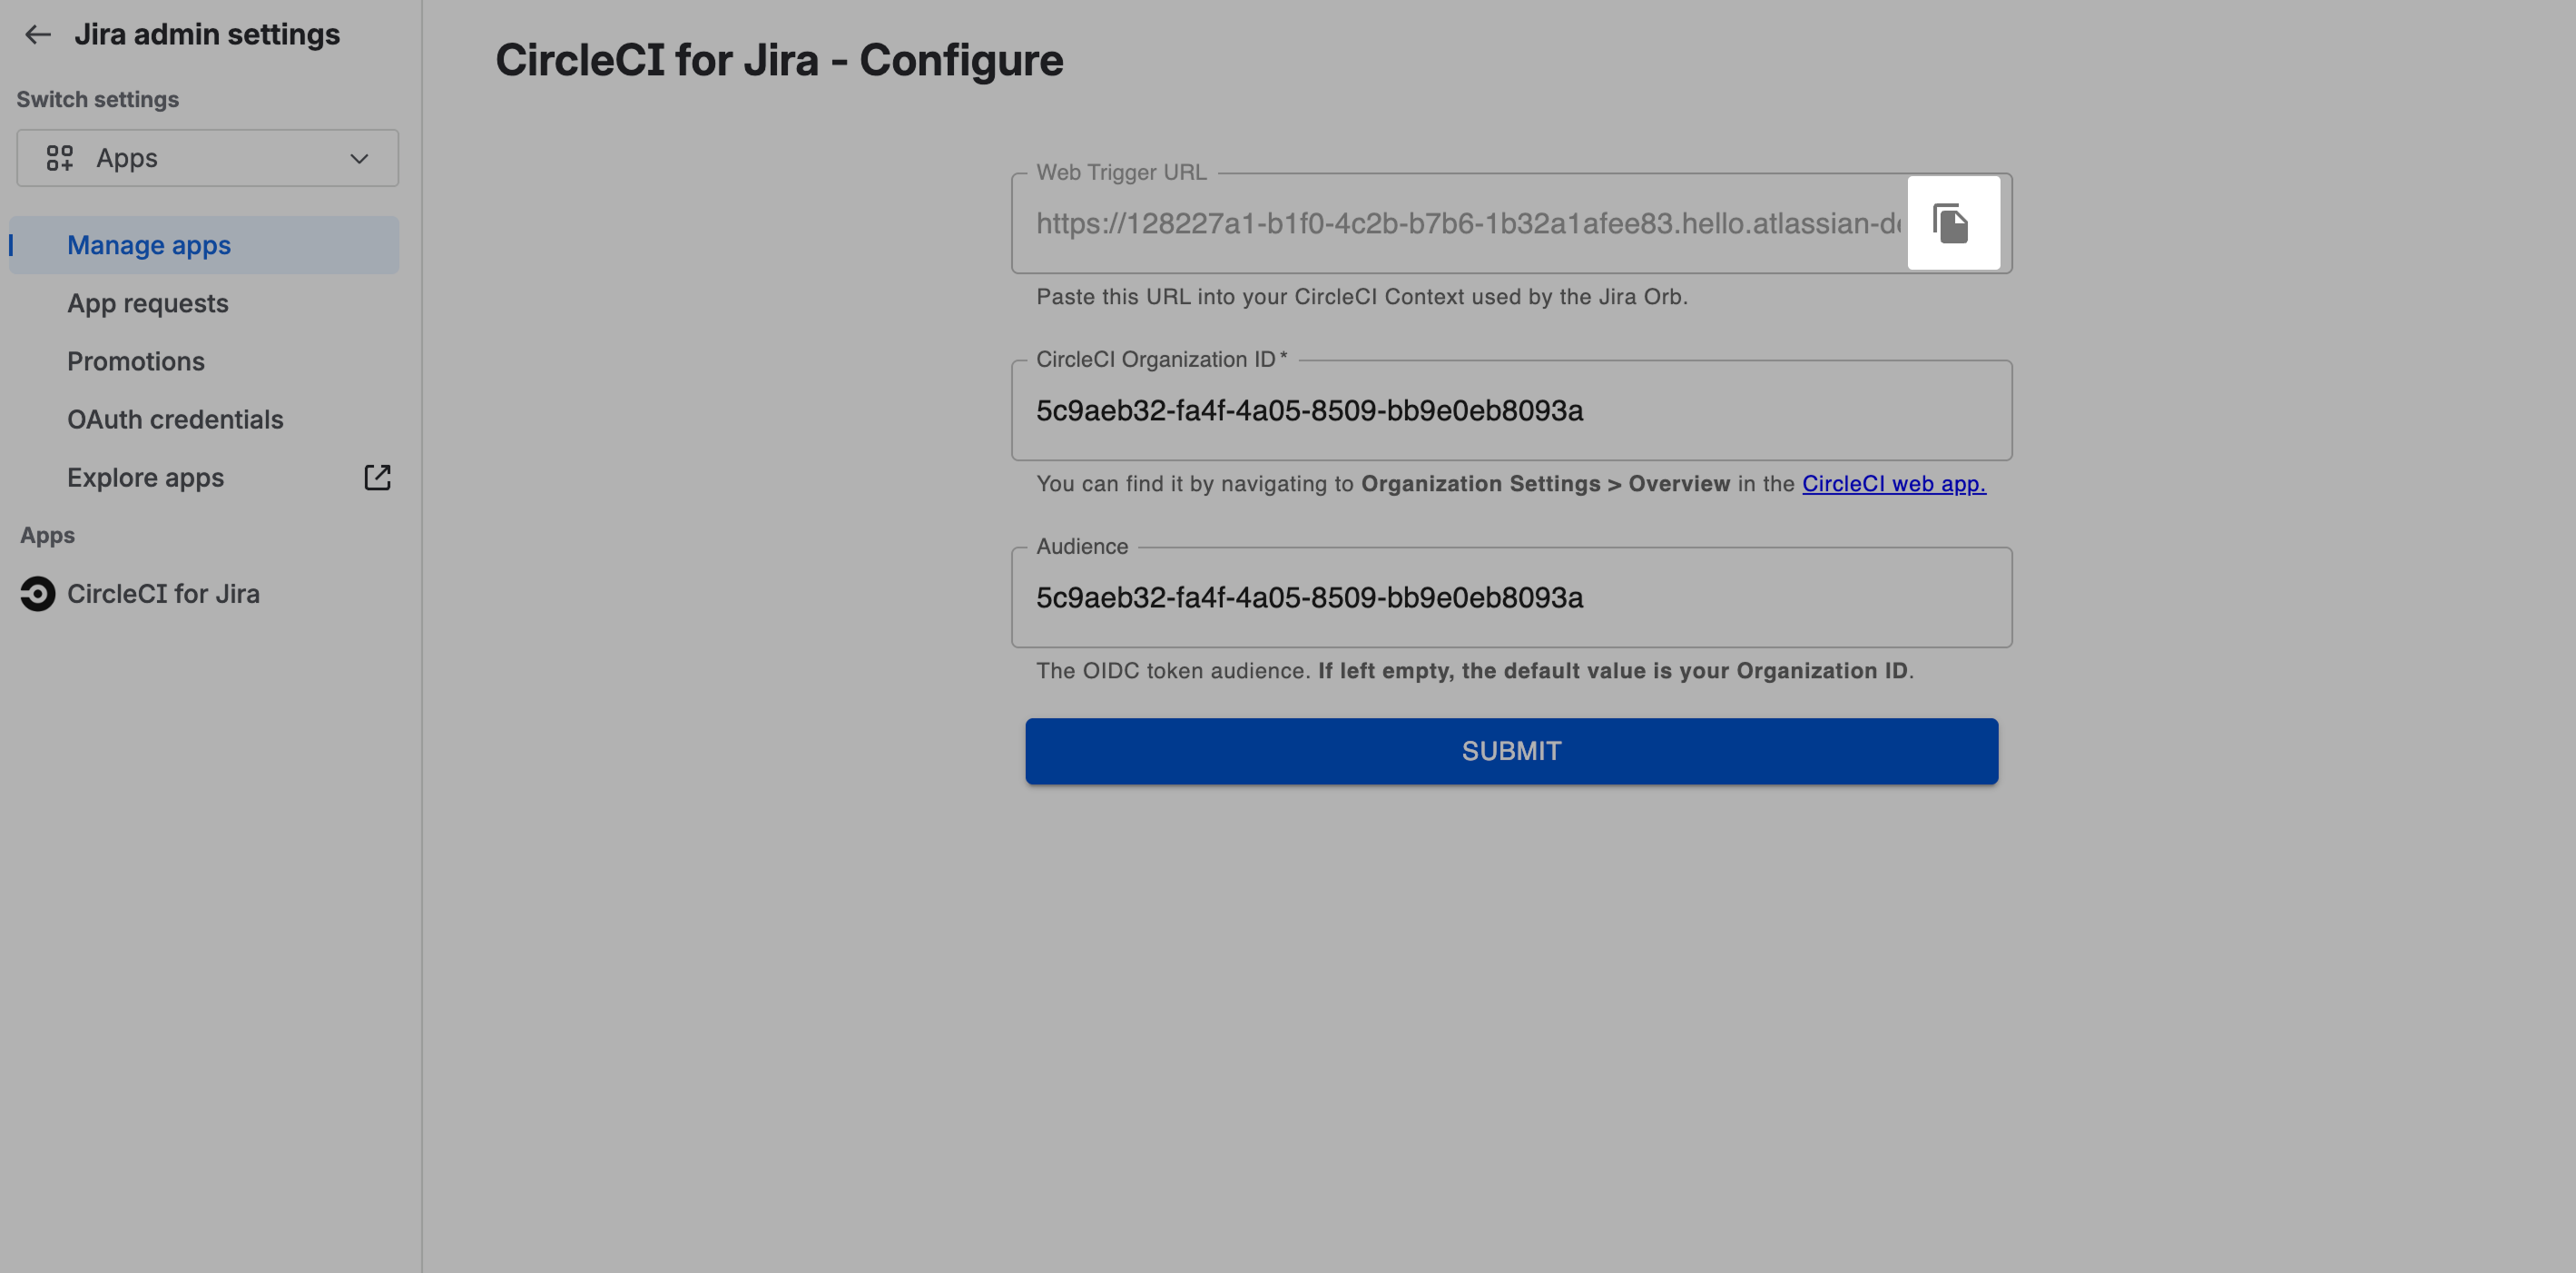 Jira admin settings
Switch settings
Apps
Manage apps
App requests
Promotions
OAuth credentials
Explore apps
Apps
CircleCI for Jira
CircleCI for Jira - Configure
Web Trigger URL
https://128227a1-b1f0-4c2b-b7b6-1b32a1afee83.hello.atlassian-d
Paste this URL into your CircleCI Context used by the Jira Orb.
CircleCI Organization ID *
5c9aeb32-fa4f-4a05-8509-bb9e0eb8093a
You can find it by navigating to Organization Settings > Overview in the CircleCI web app.
Audience
5c9aeb32-fa4f-4a05-8509-bb9e0eb8093a
The OIDC token audience. If left empty, the default value is your Organization ID.
SUBMIT